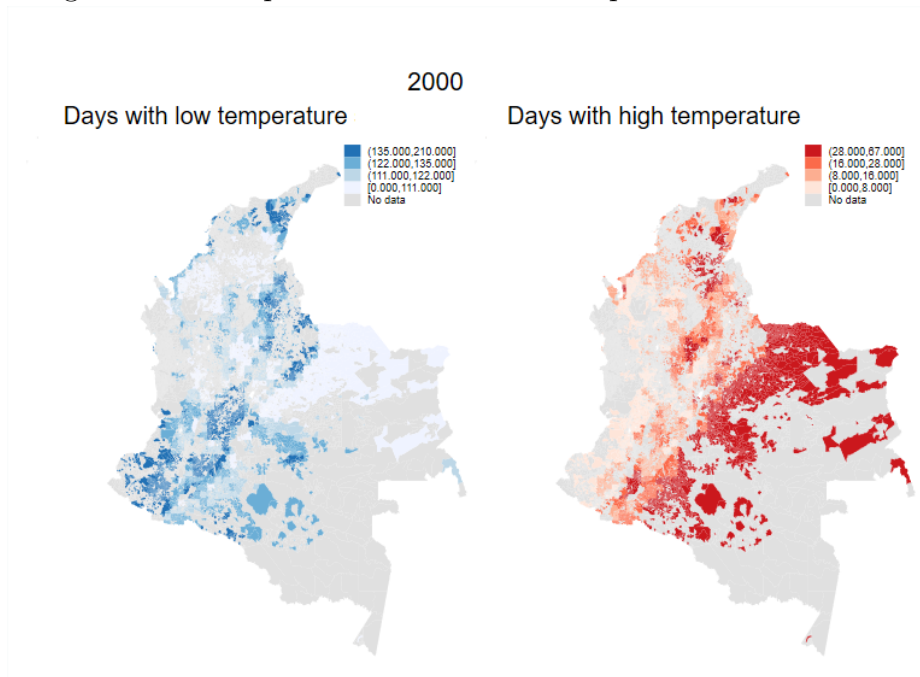 2000
Days with low temperature
(135.000,210.000]
(122.000,135.000]
(111.000,122.000]
[0.000,111.000]
No data
Days with high temperature
(28.000,67.000]
(16.000,28.000]
(8.000,16.000]
[0.000,8.000]
No data